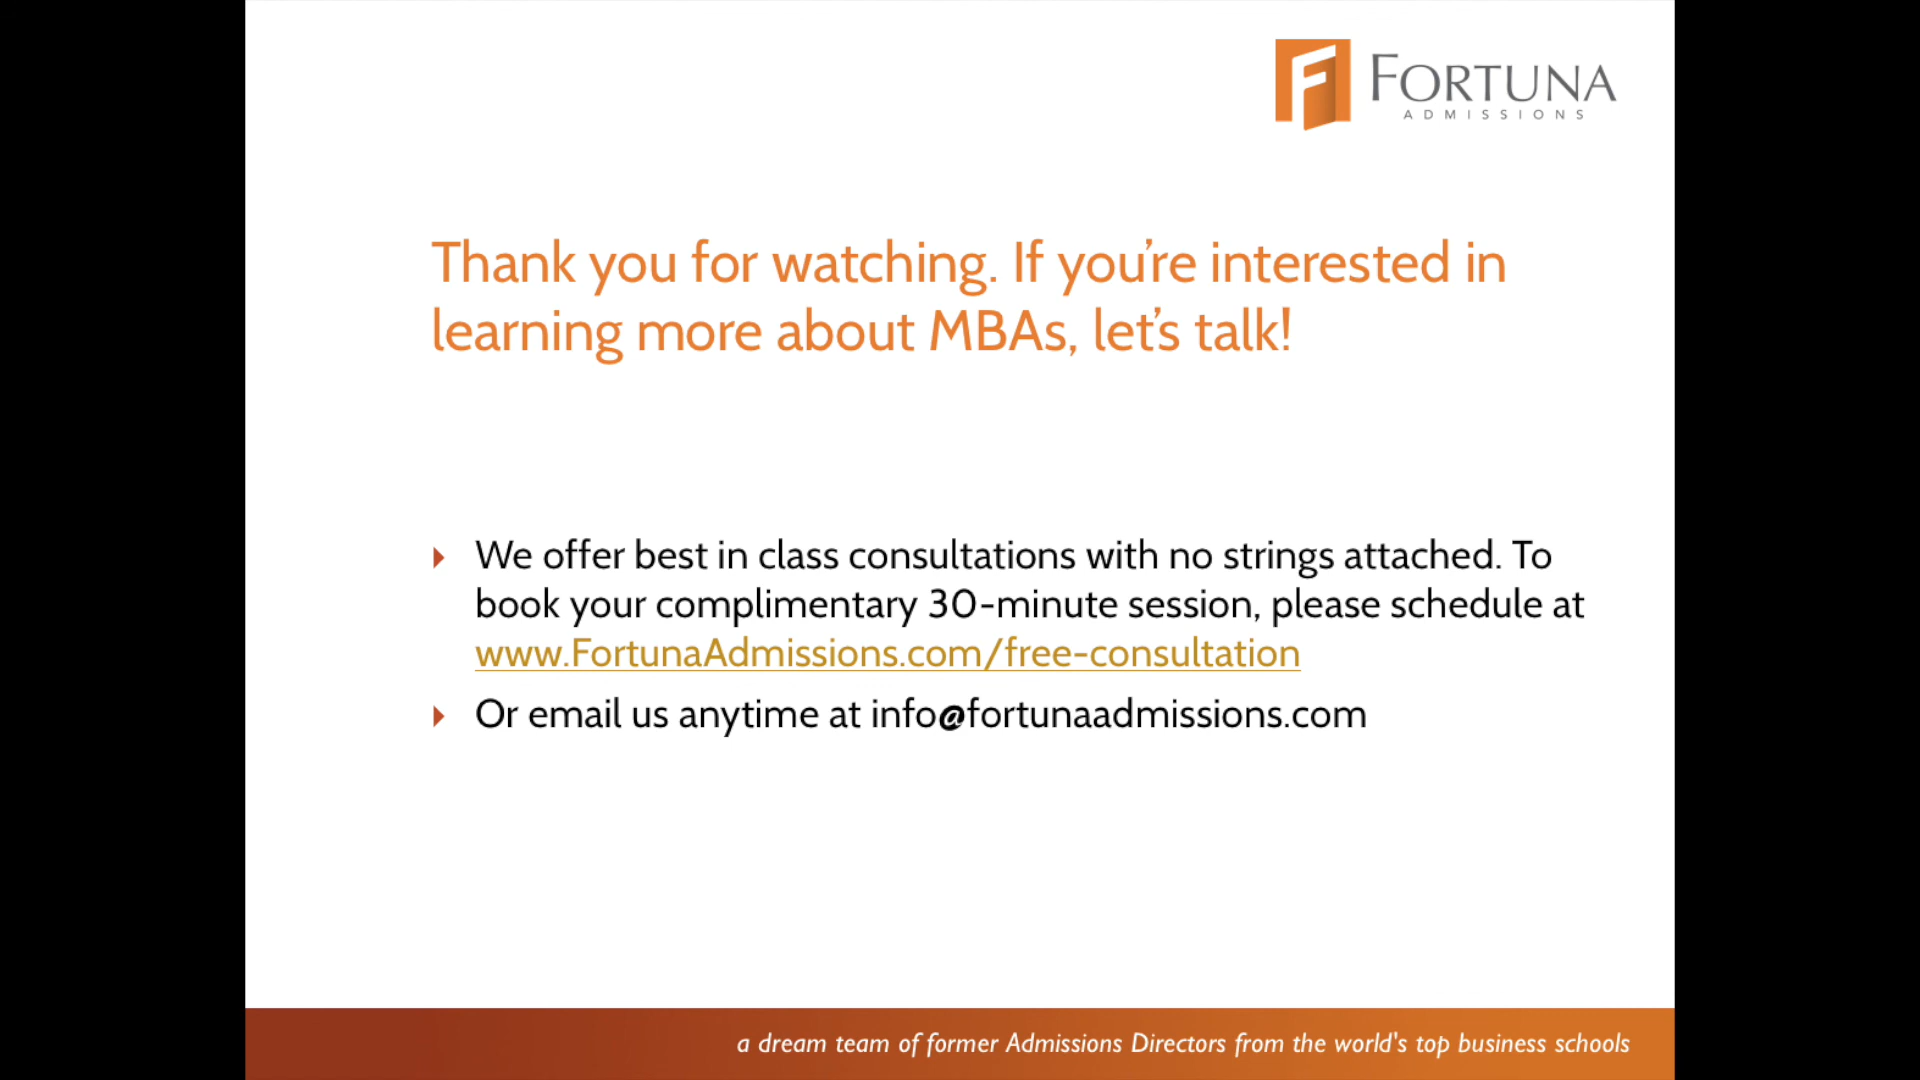 FORTUNA
ADMISSIONS
Thank you for watching. If you’re interested in
learning more about MBAs, let’s talk!
We offer best in class consultations with no strings attached. To
book your complimentary 30-minute session, please schedule at
www.FortunaAdmissions.com/free-consultation
Or email us anytime at info@fortunaadmissions.com
a dream team of former Admissions Directors from the world's top business schools